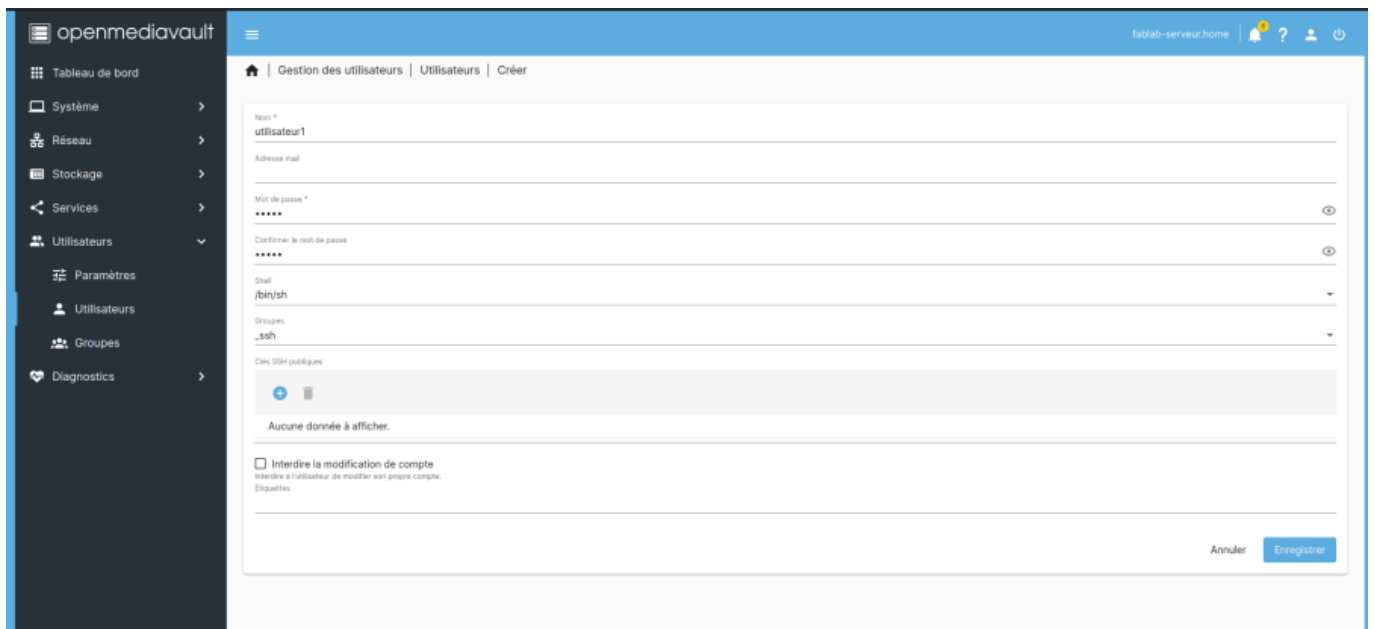 openmediavault
fablab-serveur.home
?
Tableau de bord
Système
Réseau
Stockage
Services
Utilisateurs
Paramètres
Utilisateurs
Groupes
Diagnostics
| Gestion des utilisateurs | Utilisateurs | Créer
Nom *
utilisateur1
Adresse mail
Mot de passe *
•••••
Confirmer le mot de passe
•••••
Shell
/bin/sh
Groupes
_ssh
Clés SSH publiques
Aucune donnée à afficher.
Interdire la modification de compte
Interdire à l'utilisateur de modifier son propre compte.
Étiquettes
Annuler
Enregistrer